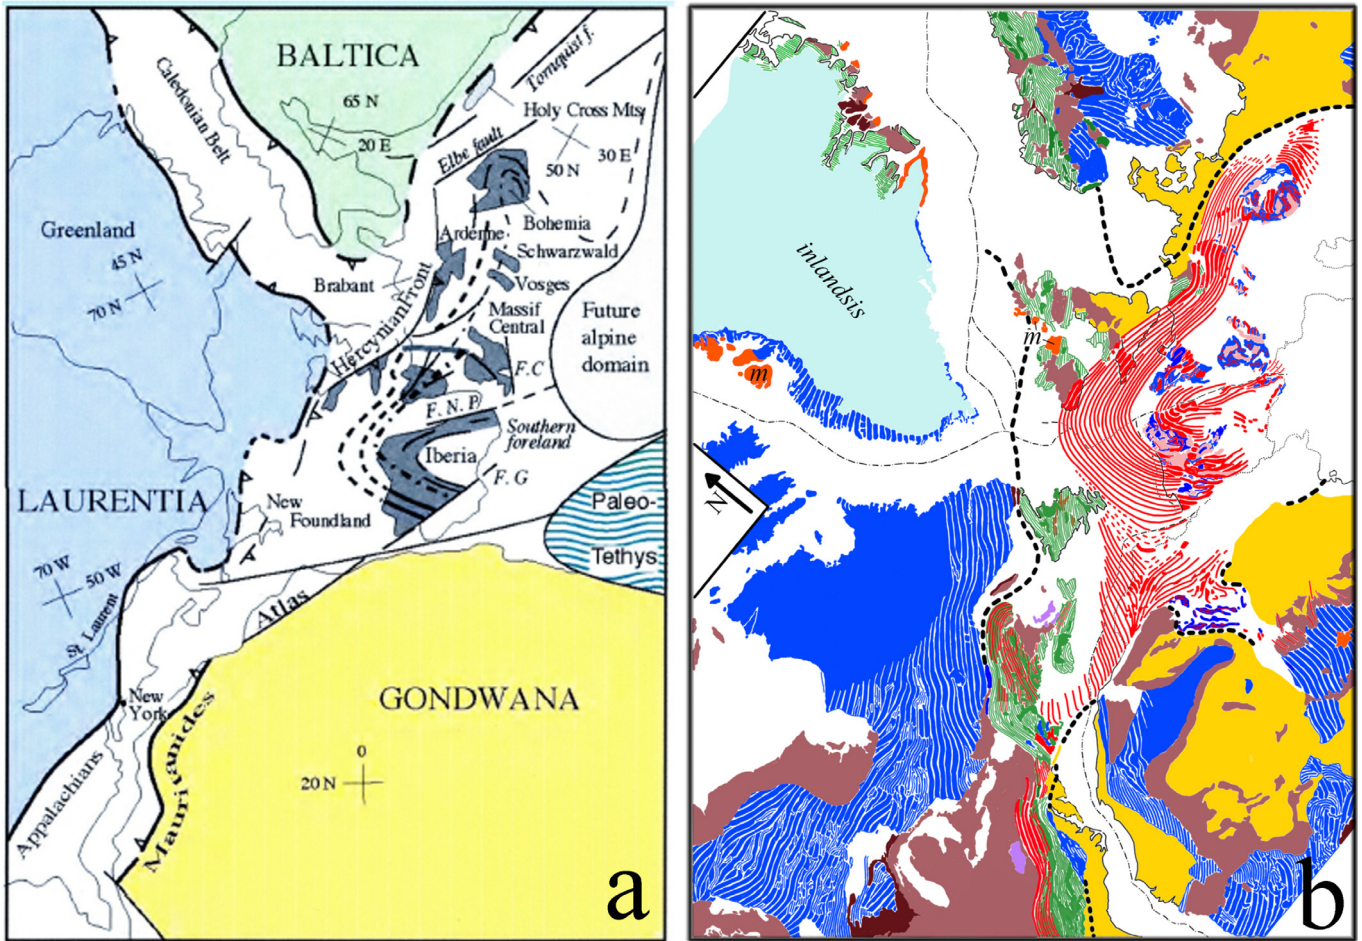 BALTICA
65 N
20 E
Caledonian Belt
Tornquist f.
Holy Cross Mts
Elbe fault
50 N
30 E
Greenland
45 N
70 N
Ardenne
Bohemia
Schwarzwald
Vosges
Brabant
Hercynian front
Massif
Central
Future
alpine
domain
F.C
F. N. P
Southern
foreland
Iberia
F. G
LAURENTIA
New
Foundland
Paleo-
Tethys
70 W
50 W
St. Laurent
Atlas
New
York
GONDWANA
0
20 N
Appalachians
Mauritanides
a
inlandsis
m
m
N
b